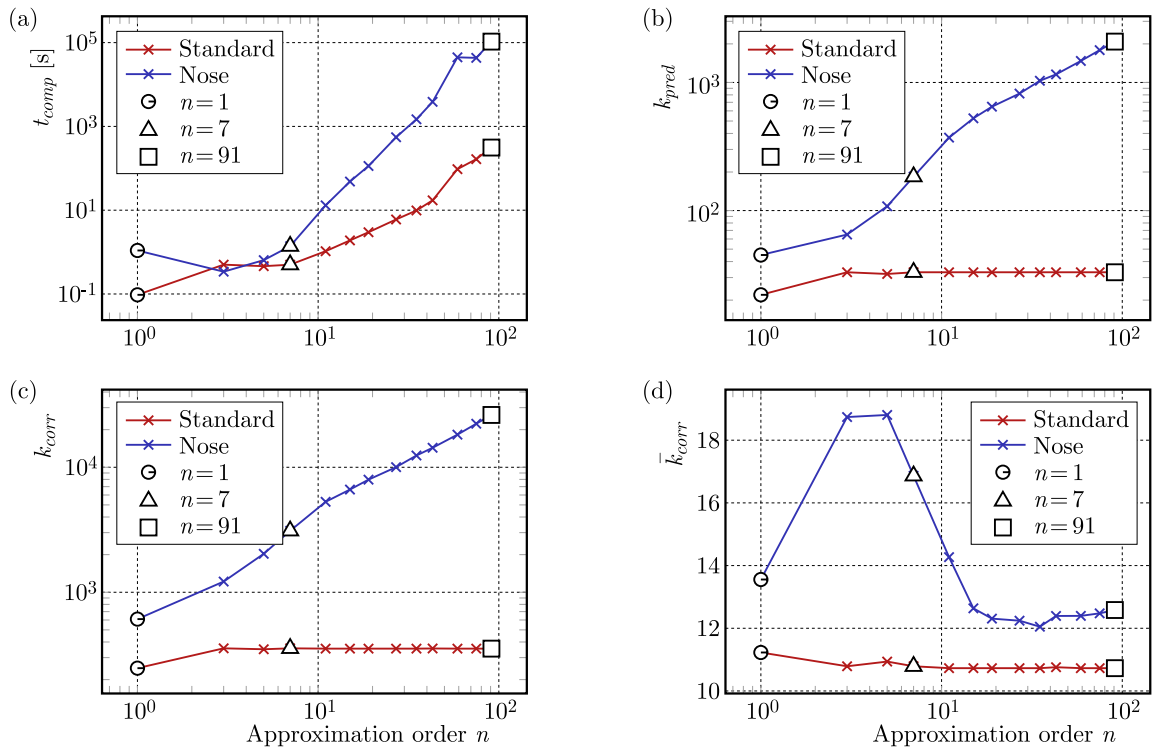 (a)
t_comp [s]
10^5
10^3
10^1
10^-1
Standard
Nose
n=1
n=7
n=91
10^0
10^1
10^2
(b)
k_pred
10^3
10^2
Standard
Nose
n=1
n=7
n=91
10^0
10^1
10^2
(c)
k_corr
10^4
10^3
Standard
Nose
n=1
n=7
n=91
10^0
10^1
10^2
Approximation order n
(d)
k̄_corr
18
16
14
12
10
Standard
Nose
n=1
n=7
n=91
10^0
10^1
10^2
Approximation order n